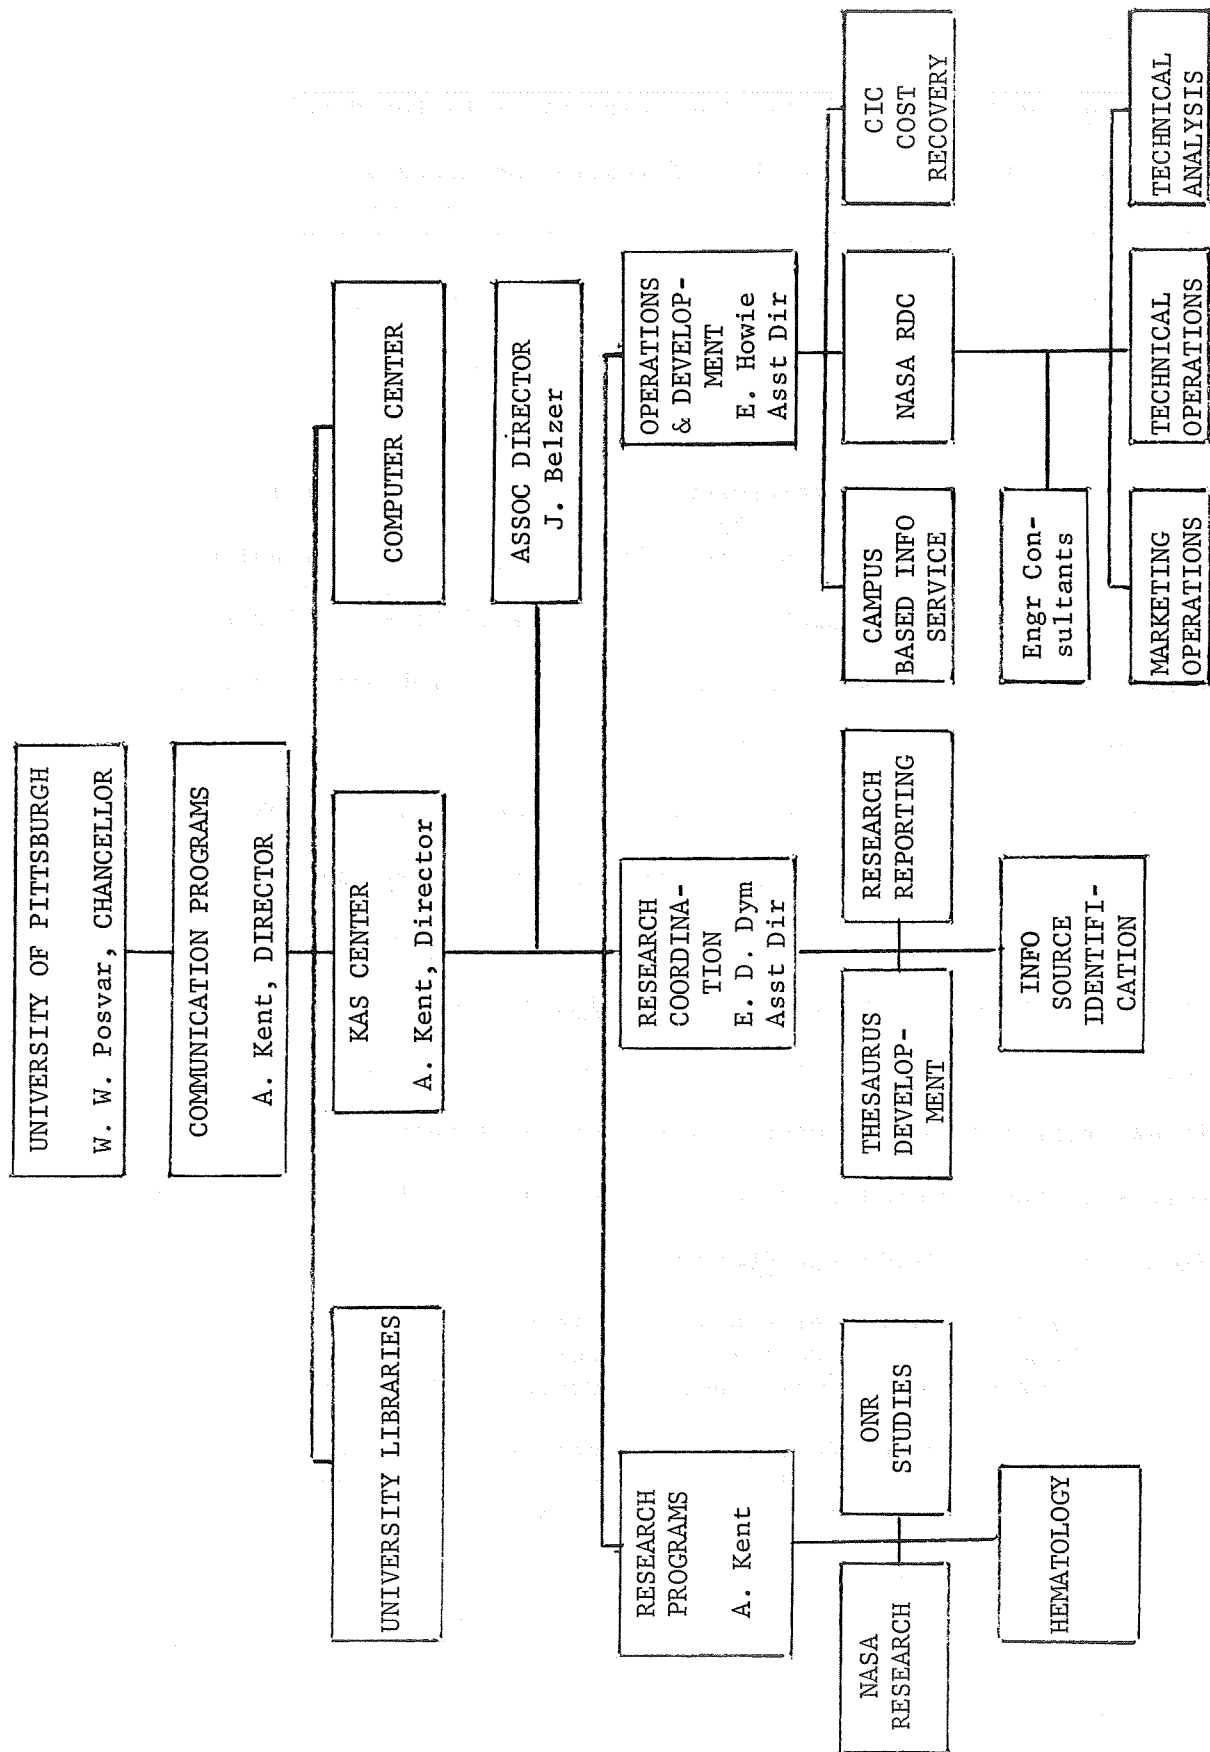 UNIVERSITY OF PITTSBURGH
W. W. Posvar, CHANCELLOR
COMMUNICATION PROGRAMS
A. Kent, DIRECTOR
UNIVERSITY LIBRARIES
KAS CENTER
A. Kent, Director
COMPUTER CENTER
ASSOC DIRECTOR
J. Belzer
RESEARCH
PROGRAMS
A. Kent
RESEARCH
COORDINA-
TION
E. D. Dym
Asst Dir
OPERATIONS
& DEVELOP-
MENT
E. Howie
Asst Dir
NASA
RESEARCH
ONR
STUDIES
HEMATOLOGY
THESAURUS
DEVELOP-
MENT
RESEARCH
REPORTING
INFO
SOURCE
IDENTIFI-
CATION
CAMPUS
BASED INFO
SERVICE
NASA RDC
CIC
COST
RECOVERY
Engr Con-
sultants
MARKETING
OPERATIONS
TECHNICAL
OPERATIONS
TECHNICAL
ANALYSIS